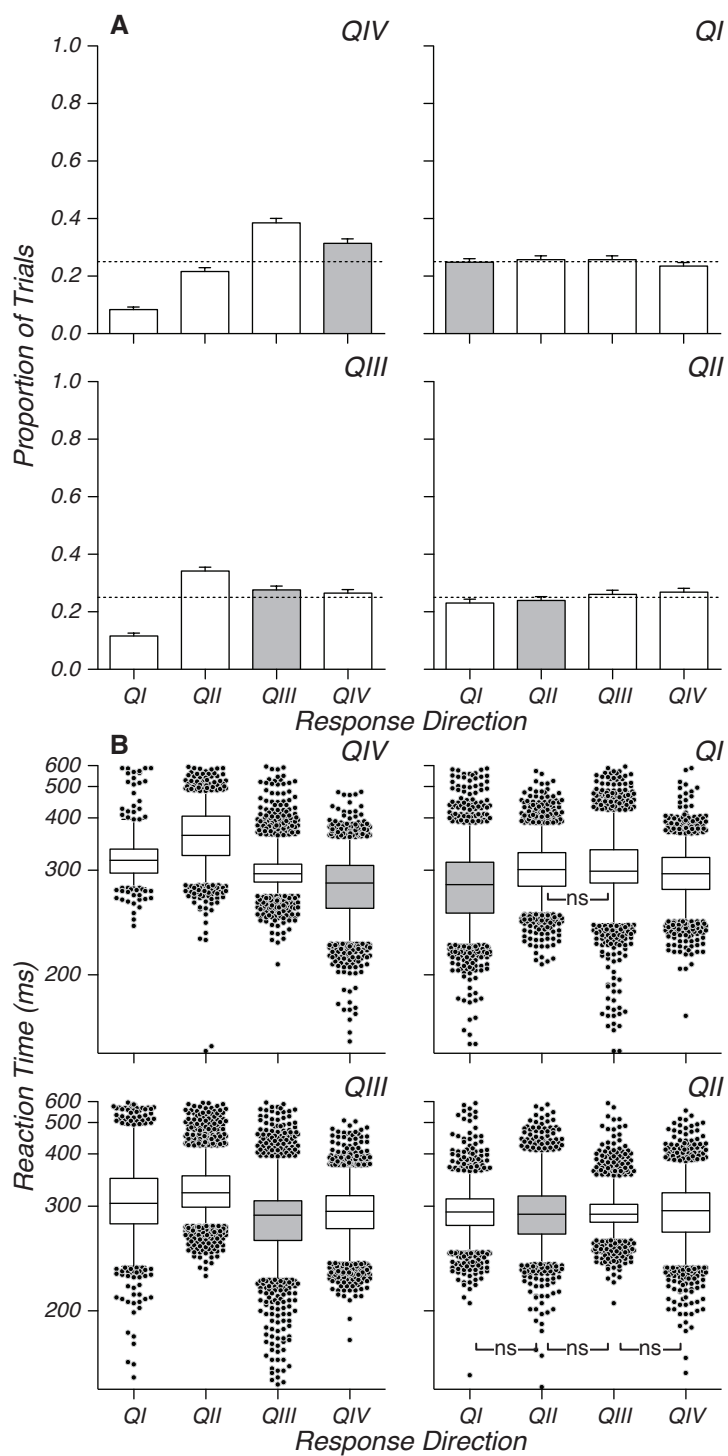 A
QIV
QI
1.0
0.8
0.6
0.4
0.2
0.0
Proportion of Trials
QIII
QII
1.0
0.8
0.6
0.4
0.2
0.0
QI QII QIII QIV
QI QII QIII QIV
Response Direction
B
QIV
QI
600
500
400
300
200
ns
Reaction Time (ms)
QIII
QII
600
500
400
300
200
ns ns ns
QI QII QIII QIV
QI QII QIII QIV
Response Direction